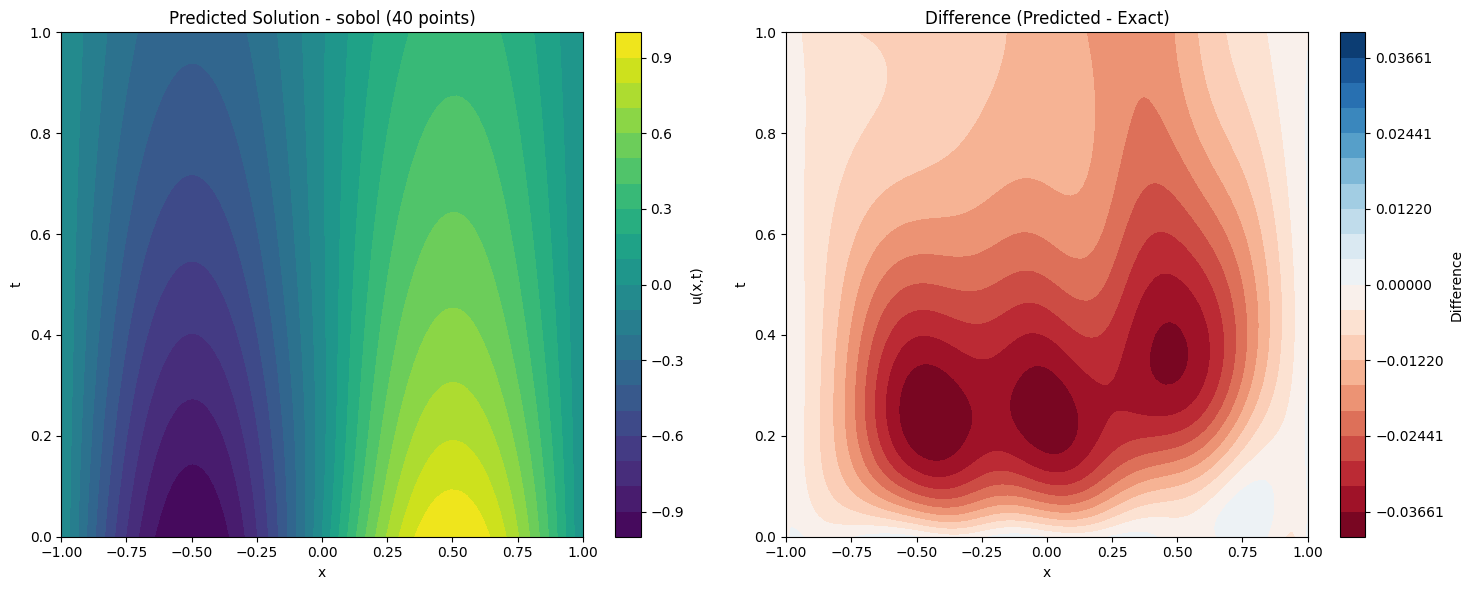 Predicted Solution - sobol (40 points)
1.0
0.8
0.6
0.4
0.2
0.0
t
−1.00 −0.75 −0.50 −0.25 0.00 0.25 0.50 0.75 1.00
x
0.9
0.6
0.3
0.0
−0.3
−0.6
−0.9
u(x,t)
Difference (Predicted - Exact)
1.0
0.8
0.6
0.4
0.2
0.0
t
−1.00 −0.75 −0.50 −0.25 0.00 0.25 0.50 0.75 1.00
x
0.03661
0.02441
0.01220
0.00000
−0.01220
−0.02441
−0.03661
Difference